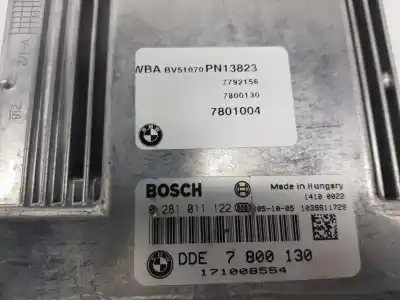 WBA BV51070 PN13823
7792156
7800130
7801004
BOSCH
Made in Hungary
1410 0022
0 281 011 122 05-10-05 1039S11729
DDE 7 800 130
171008554